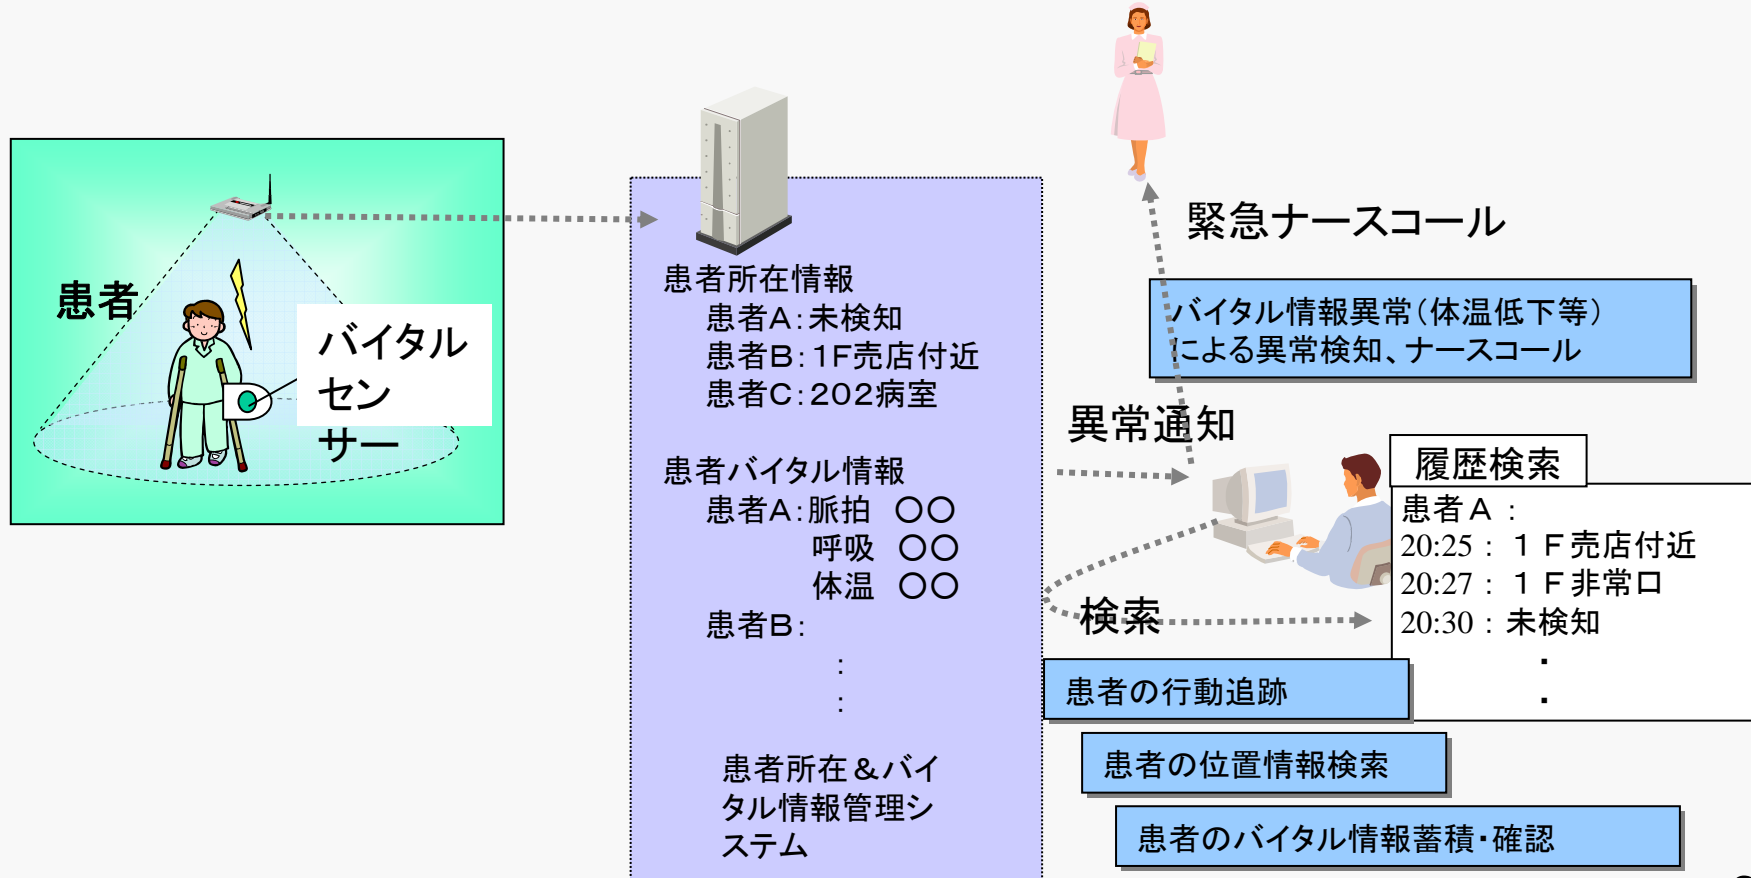 患者
バイタル
セン
サー
患者所在情報
患者A：未検知
患者B：1F売店付近
患者C：202病室
患者バイタル情報
患者A：脈拍　〇〇
呼吸　〇〇
体温　〇〇
患者B：
：
：
患者所在＆バイ
タル情報管理シ
ステム
緊急ナースコール
バイタル情報異常（体温低下等）
による異常検知、ナースコール
異常通知
履歴検索
患者Ａ：
20:25：１Ｆ売店付近
20:27：１Ｆ非常口
20:30：未検知
・
・
検索
患者の行動追跡
患者の位置情報検索
患者のバイタル情報蓄積・確認